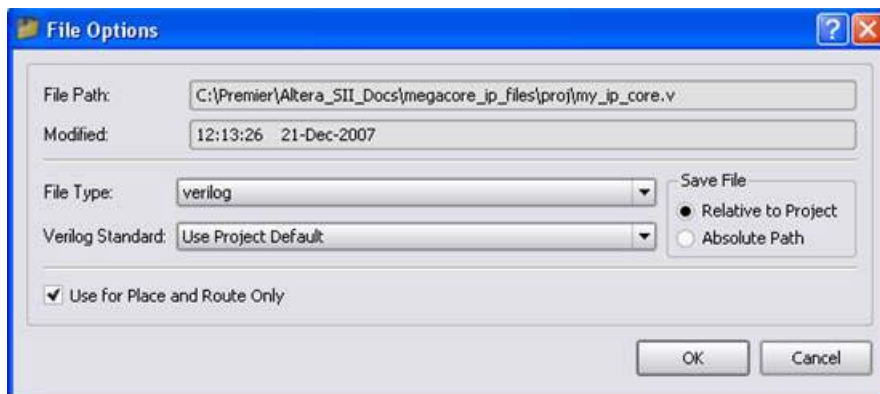 File Options
File Path: C:\Premier\Altera_SII_Docs\megacore_ip_files\proj\my_ip_core.v
Modified: 12:13:26 21-Dec-2007
File Type: verilog
Verilog Standard: Use Project Default
Save File
Relative to Project
Absolute Path
Use for Place and Route Only
OK Cancel